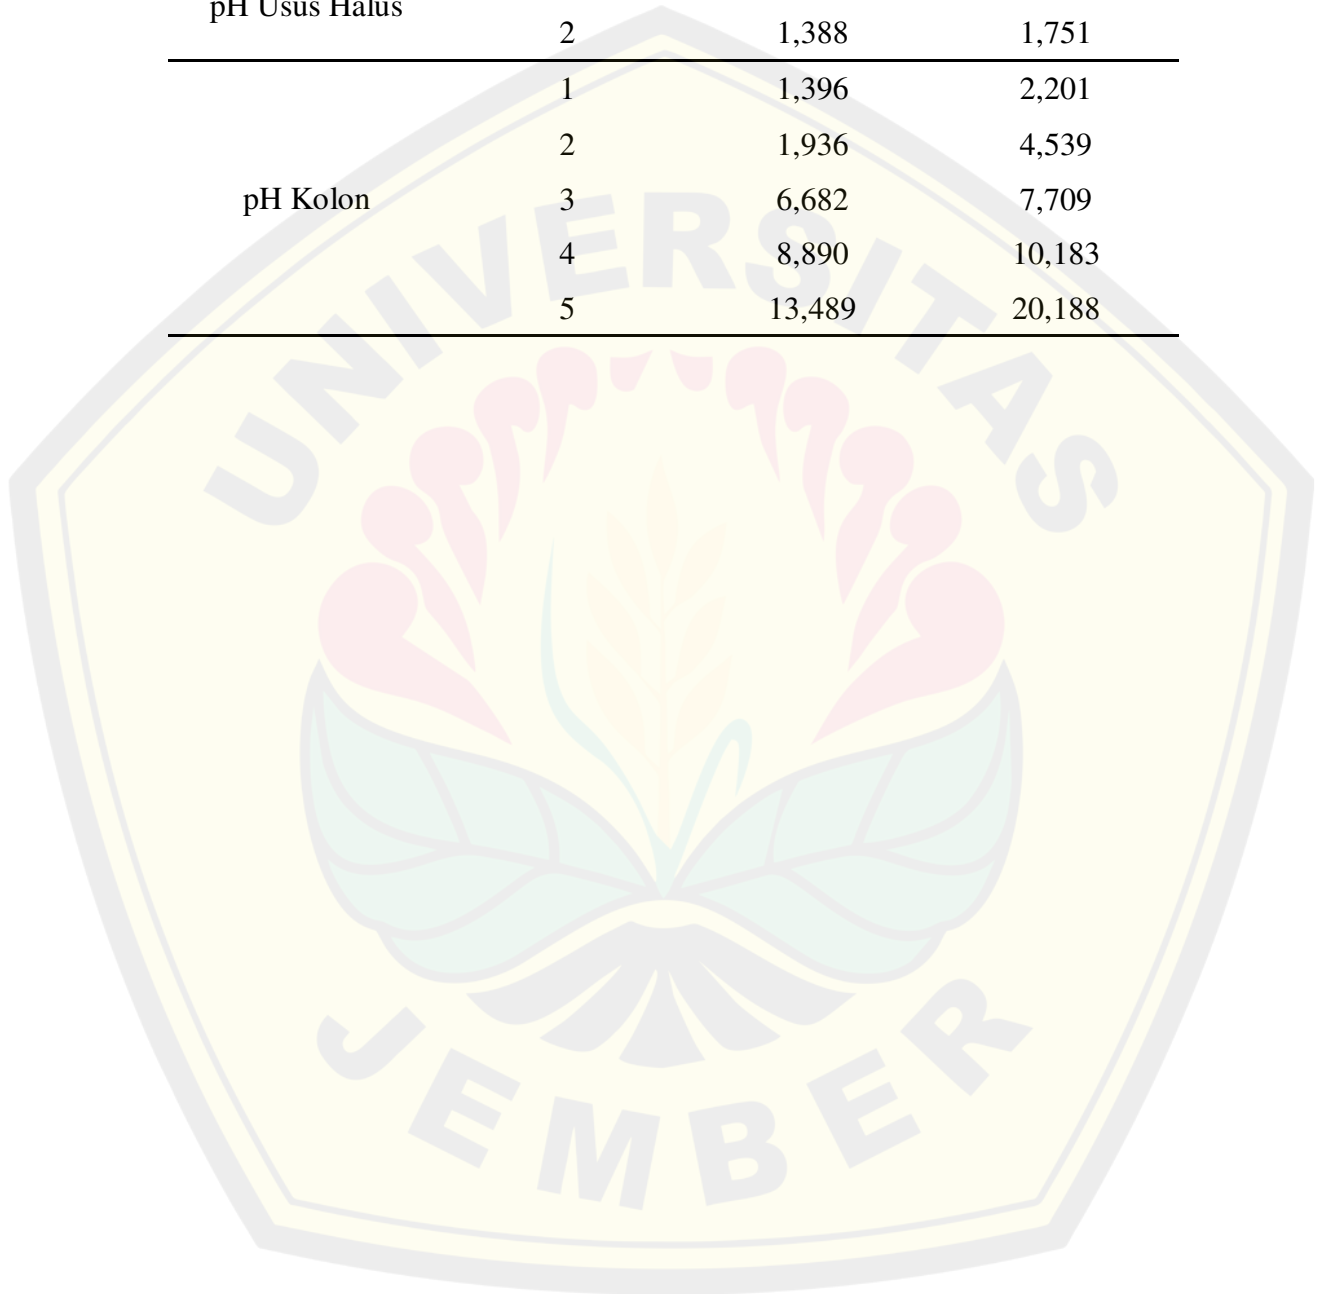 pH Usus Halus
2 1,388 1,751
1 1,396 2,201
2 1,936 4,539
pH Kolon 3 6,682 7,709
4 8,890 10,183
5 13,489 20,188
UNIVERSITAS
JEMBER